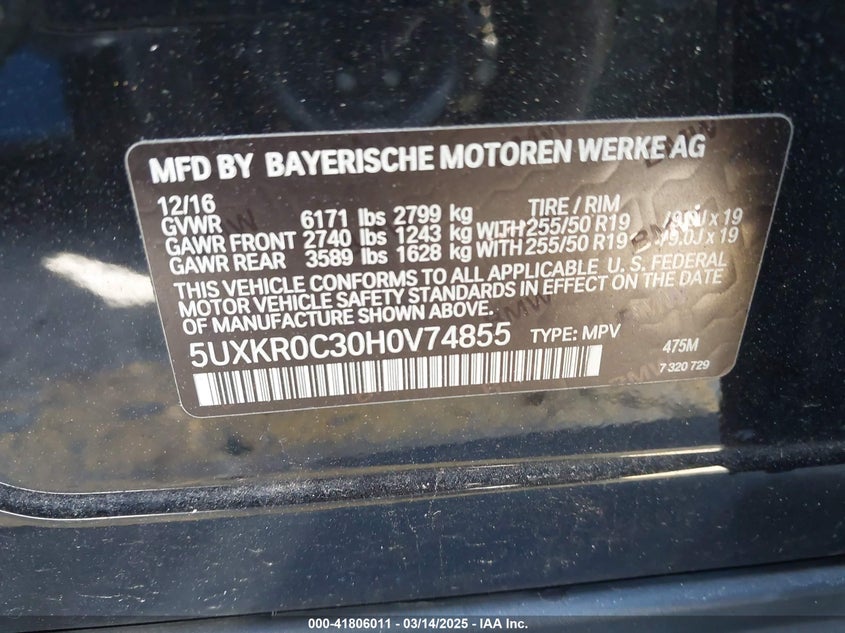 MFD BY BAYERISCHE MOTOREN WERKE AG
12/16 TIRE / RIM
GVWR 6171 lbs 2799 kg
GAWR FRONT 2740 lbs 1243 kg WITH 255/50 R19 x 19
GAWR REAR 3589 lbs 1628 kg WITH 255/50 R19 /9.0J x 19
THIS VEHICLE CONFORMS TO ALL APPLICABLE U. S. FEDERAL
MOTOR VEHICLE SAFETY STANDARDS IN EFFECT ON THE DATE
OF MANUFACTURE SHOWN ABOVE.
5UXKR0C30H0V74855 TYPE: MPV 475M
7 320 729
000-41806011 - 03/14/2025 - IAA Inc.